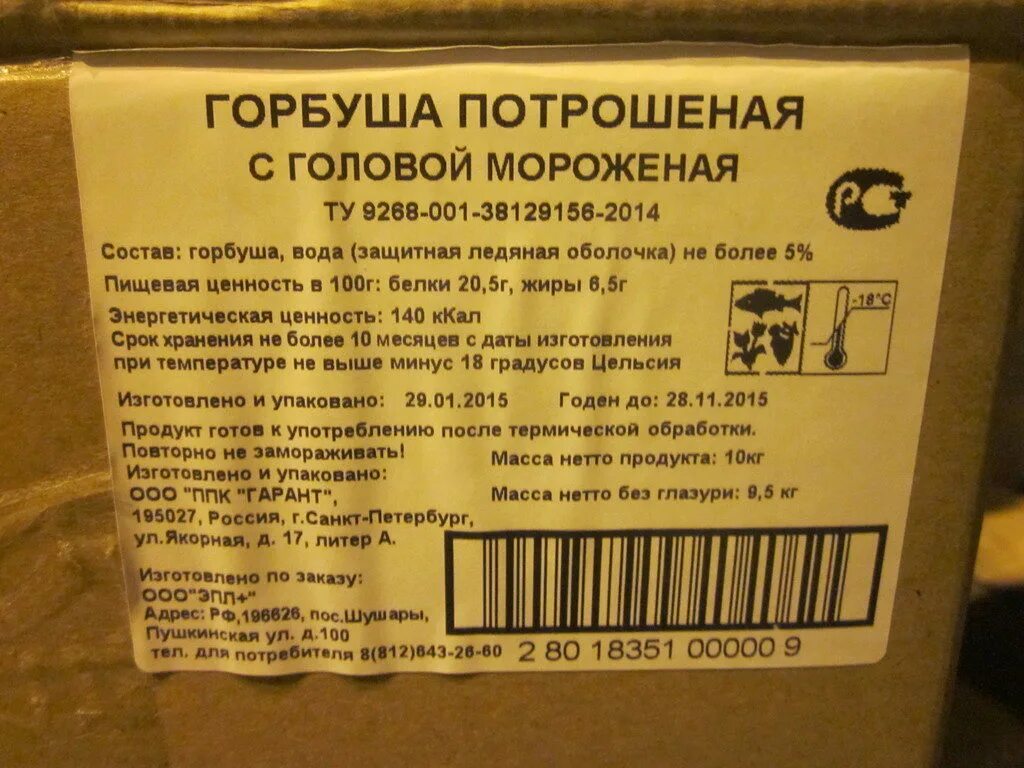 ГОРБУША ПОТРОШЕНАЯ
С ГОЛОВОЙ МОРОЖЕНАЯ
ТУ 9268-001-38129156-2014
РСТ
Состав: горбуша, вода (защитная ледяная оболочка) не более 5%
Пищевая ценность в 100г: белки 20,5г, жиры 6,5г
-18°C
Энергетическая ценность: 140 кКал
Срок хранения не более 10 месяцев с даты изготовления
при температуре не выше минус 18 градусов Цельсия
Изготовлено и упаковано: 29.01.2015 Годен до: 28.11.2015
Продукт готов к употреблению после термической обработки.
Повторно не замораживать!
Масса нетто продукта: 10кг
Изготовлено и упаковано:
ООО "ППК "ГАРАНТ",
Масса нетто без глазури: 9,5 кг
195027, Россия, г.Санкт-Петербург,
ул.Якорная, д. 17, литер А.
Изготовлено по заказу:
ООО"ЭПЛ+"
Адрес: РФ,196626, пос.Шушары,
Пушкинская ул. д.100
тел. для потребителя 8(812)643-26-60
2 80 18351 00000 9